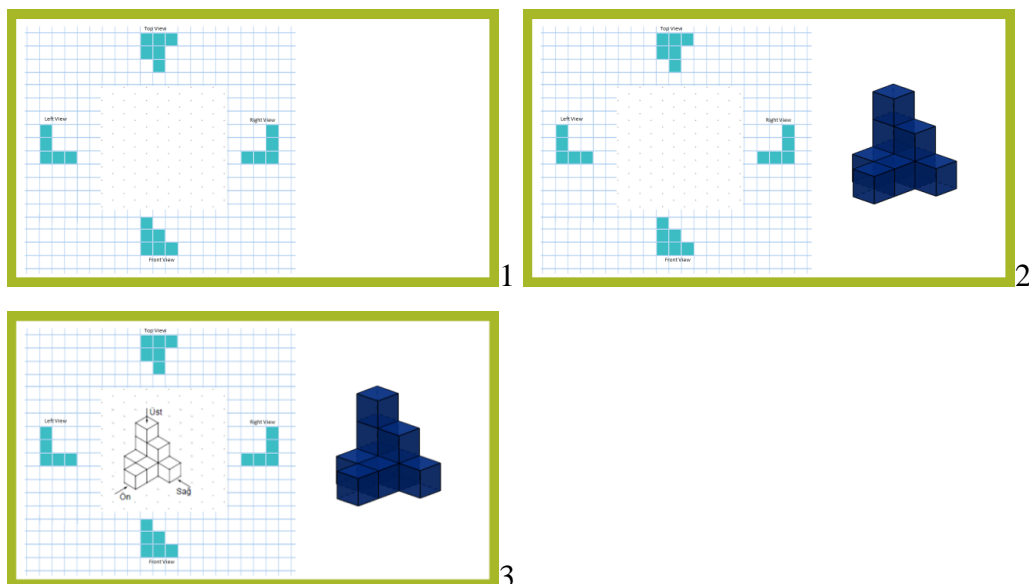 Top View
Left View
Right View
Front View
1
Top View
Left View
Right View
Front View
2
Top View
Üst
Left View
Right View
Ön
Sağ
Front View
3